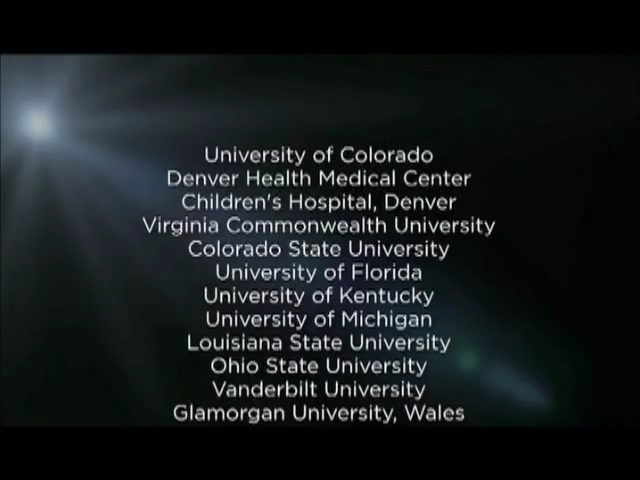 University of Colorado
Denver Health Medical Center
Children's Hospital, Denver
Virginia Commonwealth University
Colorado State University
University of Florida
University of Kentucky
University of Michigan
Louisiana State University
Ohio State University
Vanderbilt University
Glamorgan University, Wales